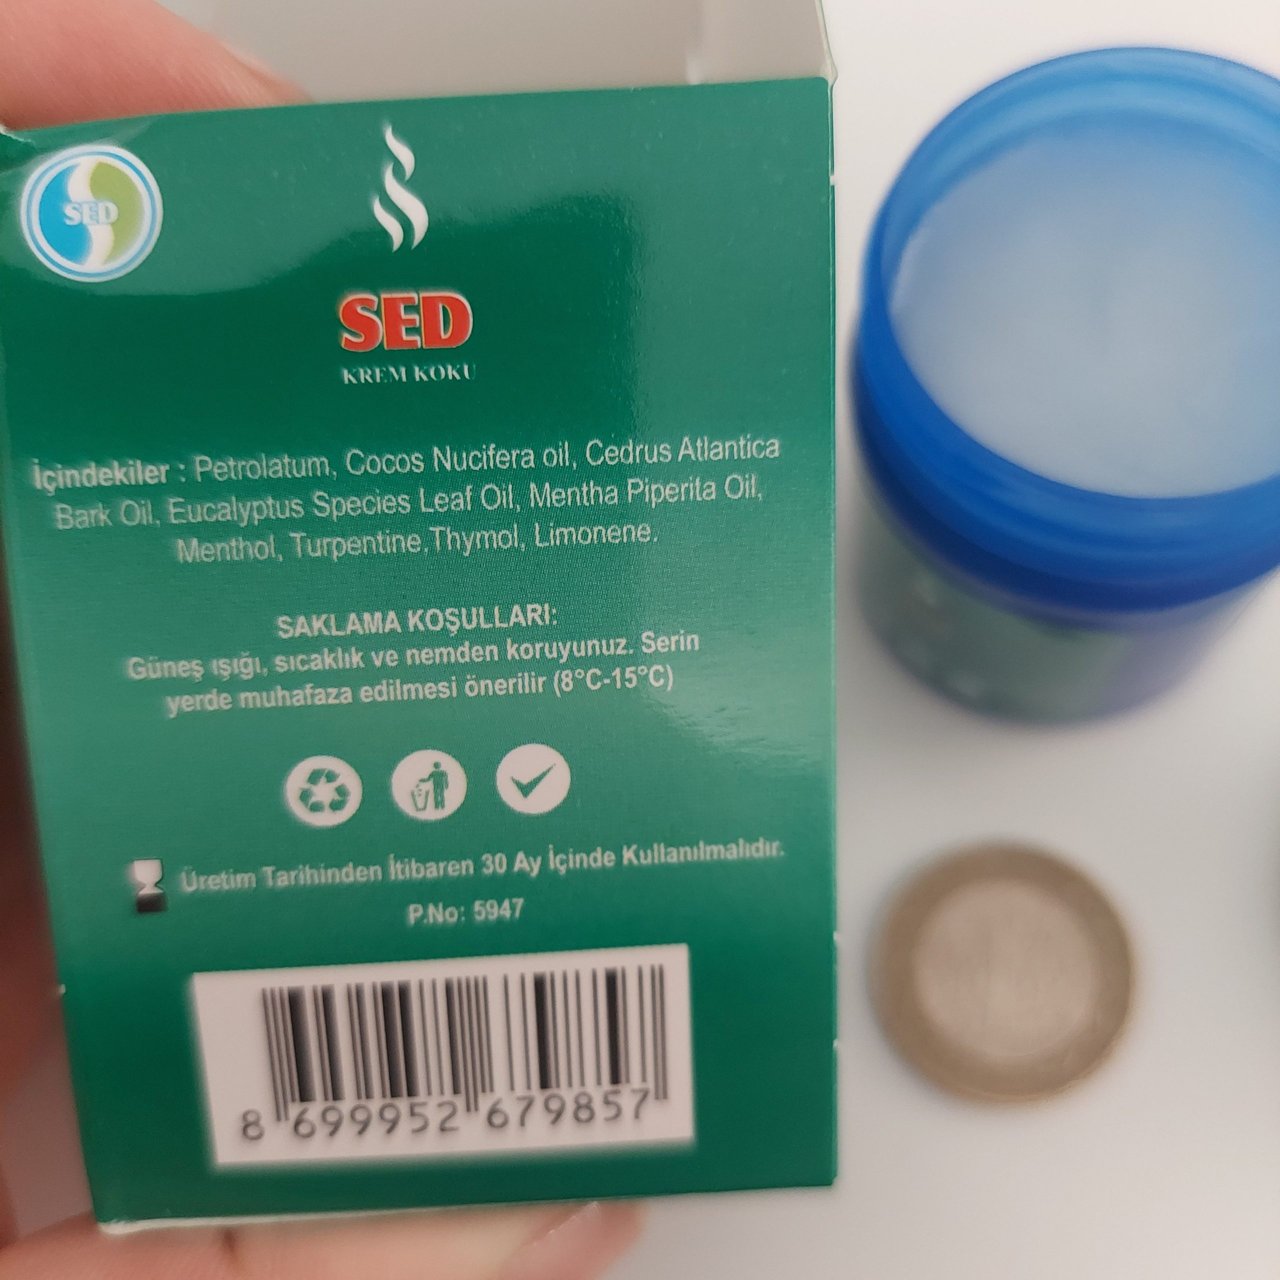 SED
SED
KREM KOKU
İçindekiler : Petrolatum, Cocos Nucifera oil, Cedrus Atlantica
Bark Oil, Eucalyptus Species Leaf Oil, Mentha Piperita Oil,
Menthol, Turpentine,Thymol, Limonene.
SAKLAMA KOŞULLARI:
Güneş ışığı, sıcaklık ve nemden koruyunuz. Serin
yerde muhafaza edilmesi önerilir (8°C-15°C)
Üretim Tarihinden İtibaren 30 Ay İçinde Kullanılmalıdır.
P.No: 5947
8 699952 679857